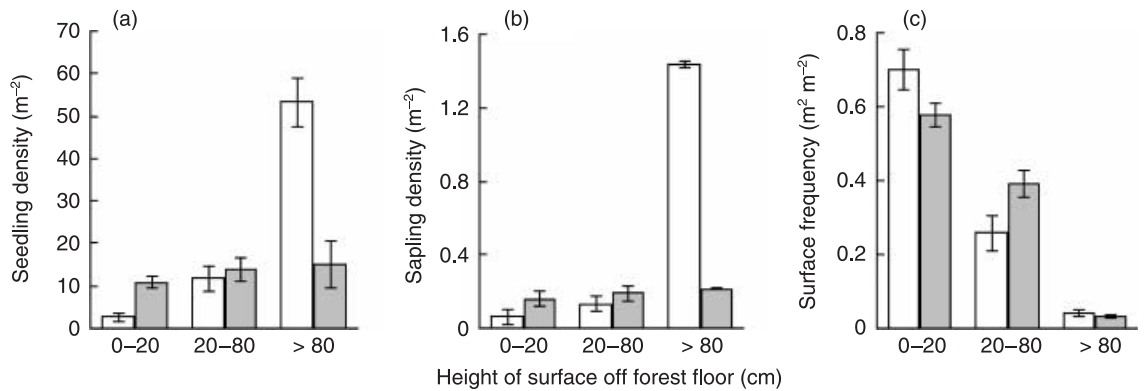 (a)
Seedling density (m⁻²)
70
60
50
40
30
20
10
0
0–20 20–80 > 80
(b)
Sapling density (m⁻²)
1.6
1.2
0.8
0.4
0
0–20 20–80 > 80
(c)
Surface frequency (m² m⁻²)
0.8
0.6
0.4
0.2
0
0–20 20–80 > 80
Height of surface off forest floor (cm)